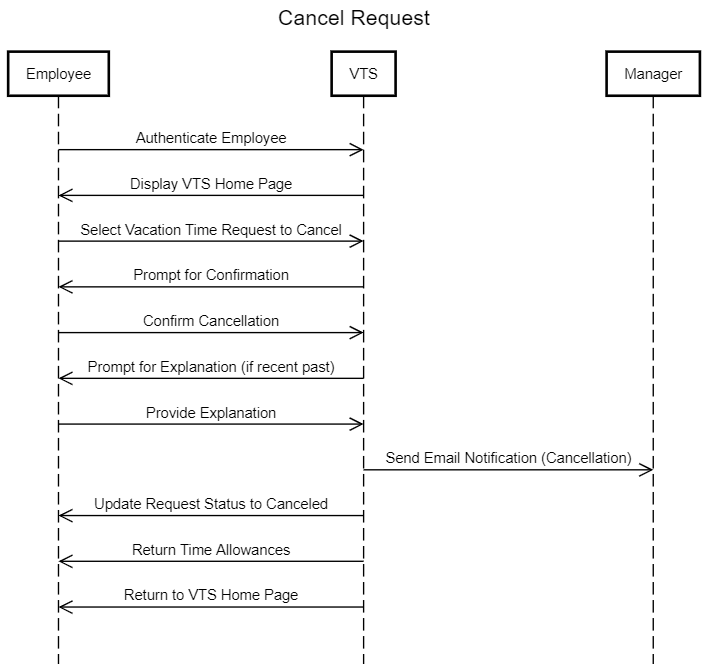 Cancel Request
Employee
VTS
Manager
Authenticate Employee
Display VTS Home Page
Select Vacation Time Request to Cancel
Prompt for Confirmation
Confirm Cancellation
Prompt for Explanation (if recent past)
Provide Explanation
Send Email Notification (Cancellation)
Update Request Status to Canceled
Return Time Allowances
Return to VTS Home Page